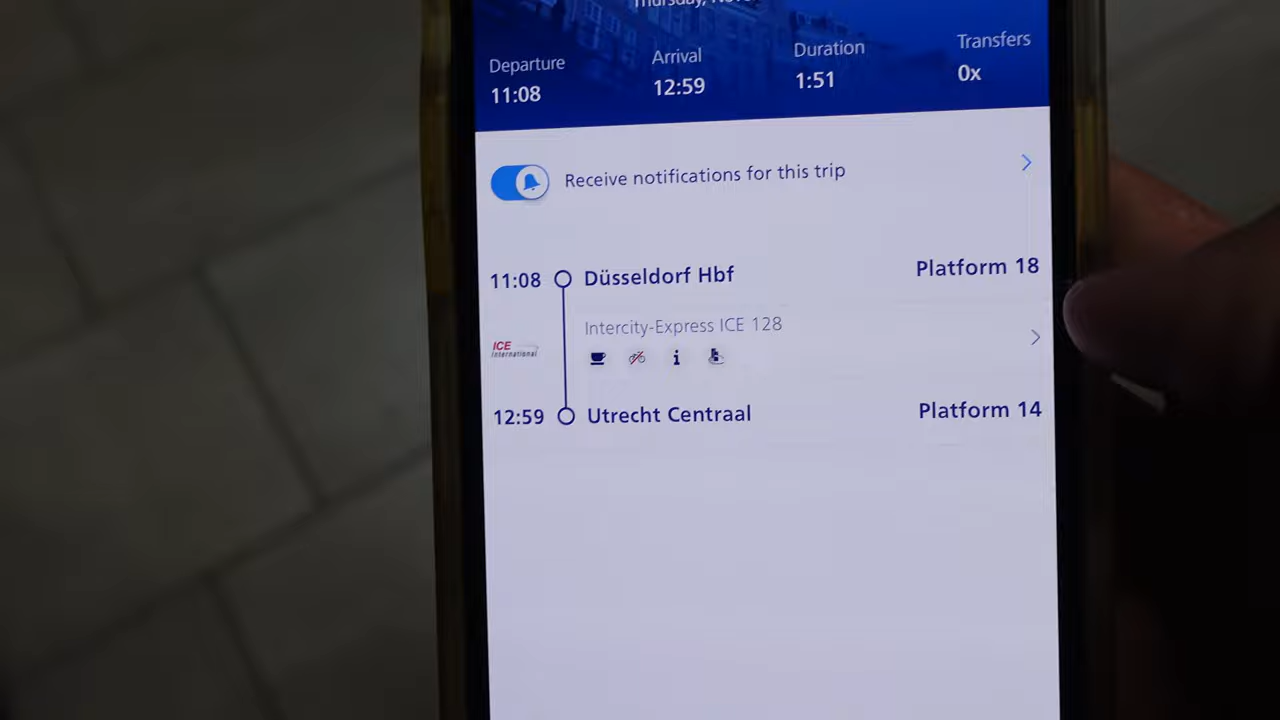 Thursday,
Departure Arrival Duration Transfers
11:08 12:59 1:51 0x
Receive notifications for this trip
11:08 Düsseldorf Hbf Platform 18
Intercity-Express ICE 128
ICE
International
12:59 Utrecht Centraal Platform 14